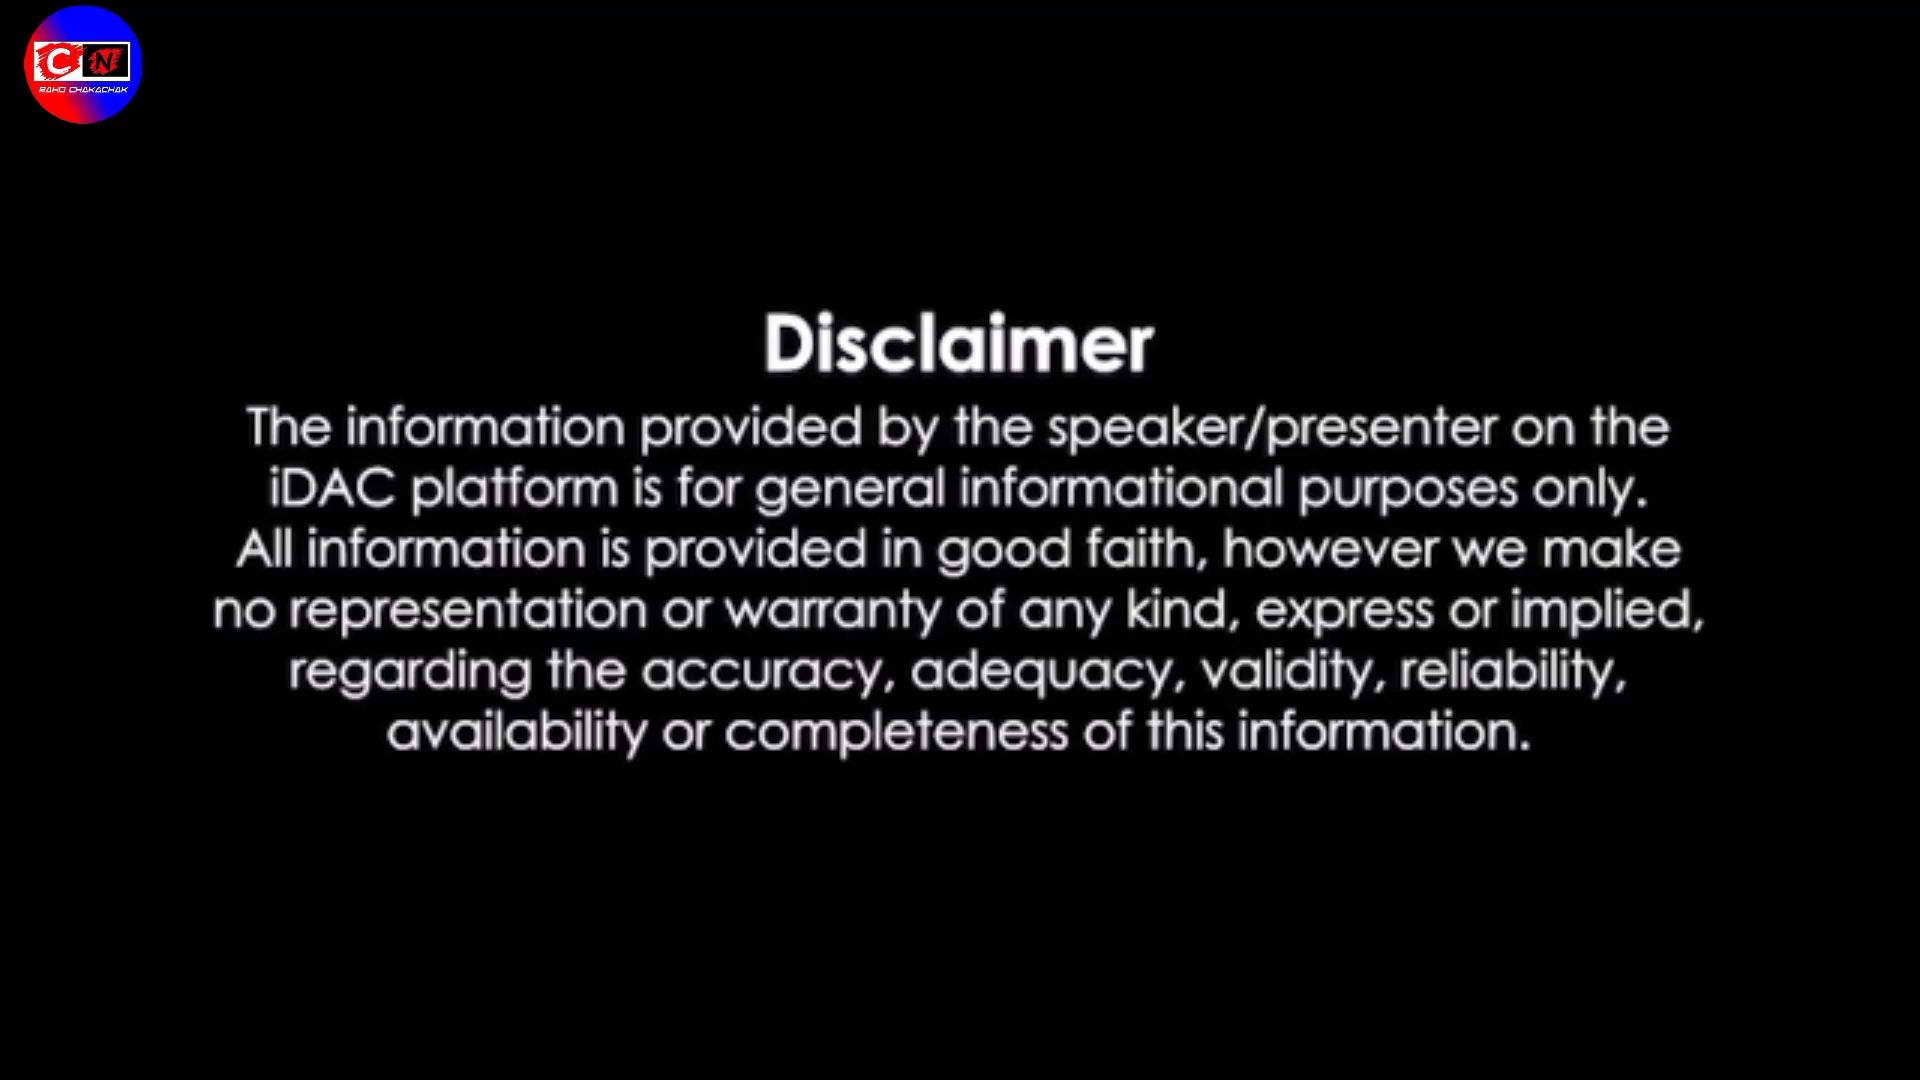 C N
RAHO CHAKACHAK
Disclaimer
The information provided by the speaker/presenter on the
iDAC platform is for general informational purposes only.
All information is provided in good faith, however we make
no representation or warranty of any kind, express or implied,
regarding the accuracy, adequacy, validity, reliability,
availability or completeness of this information.